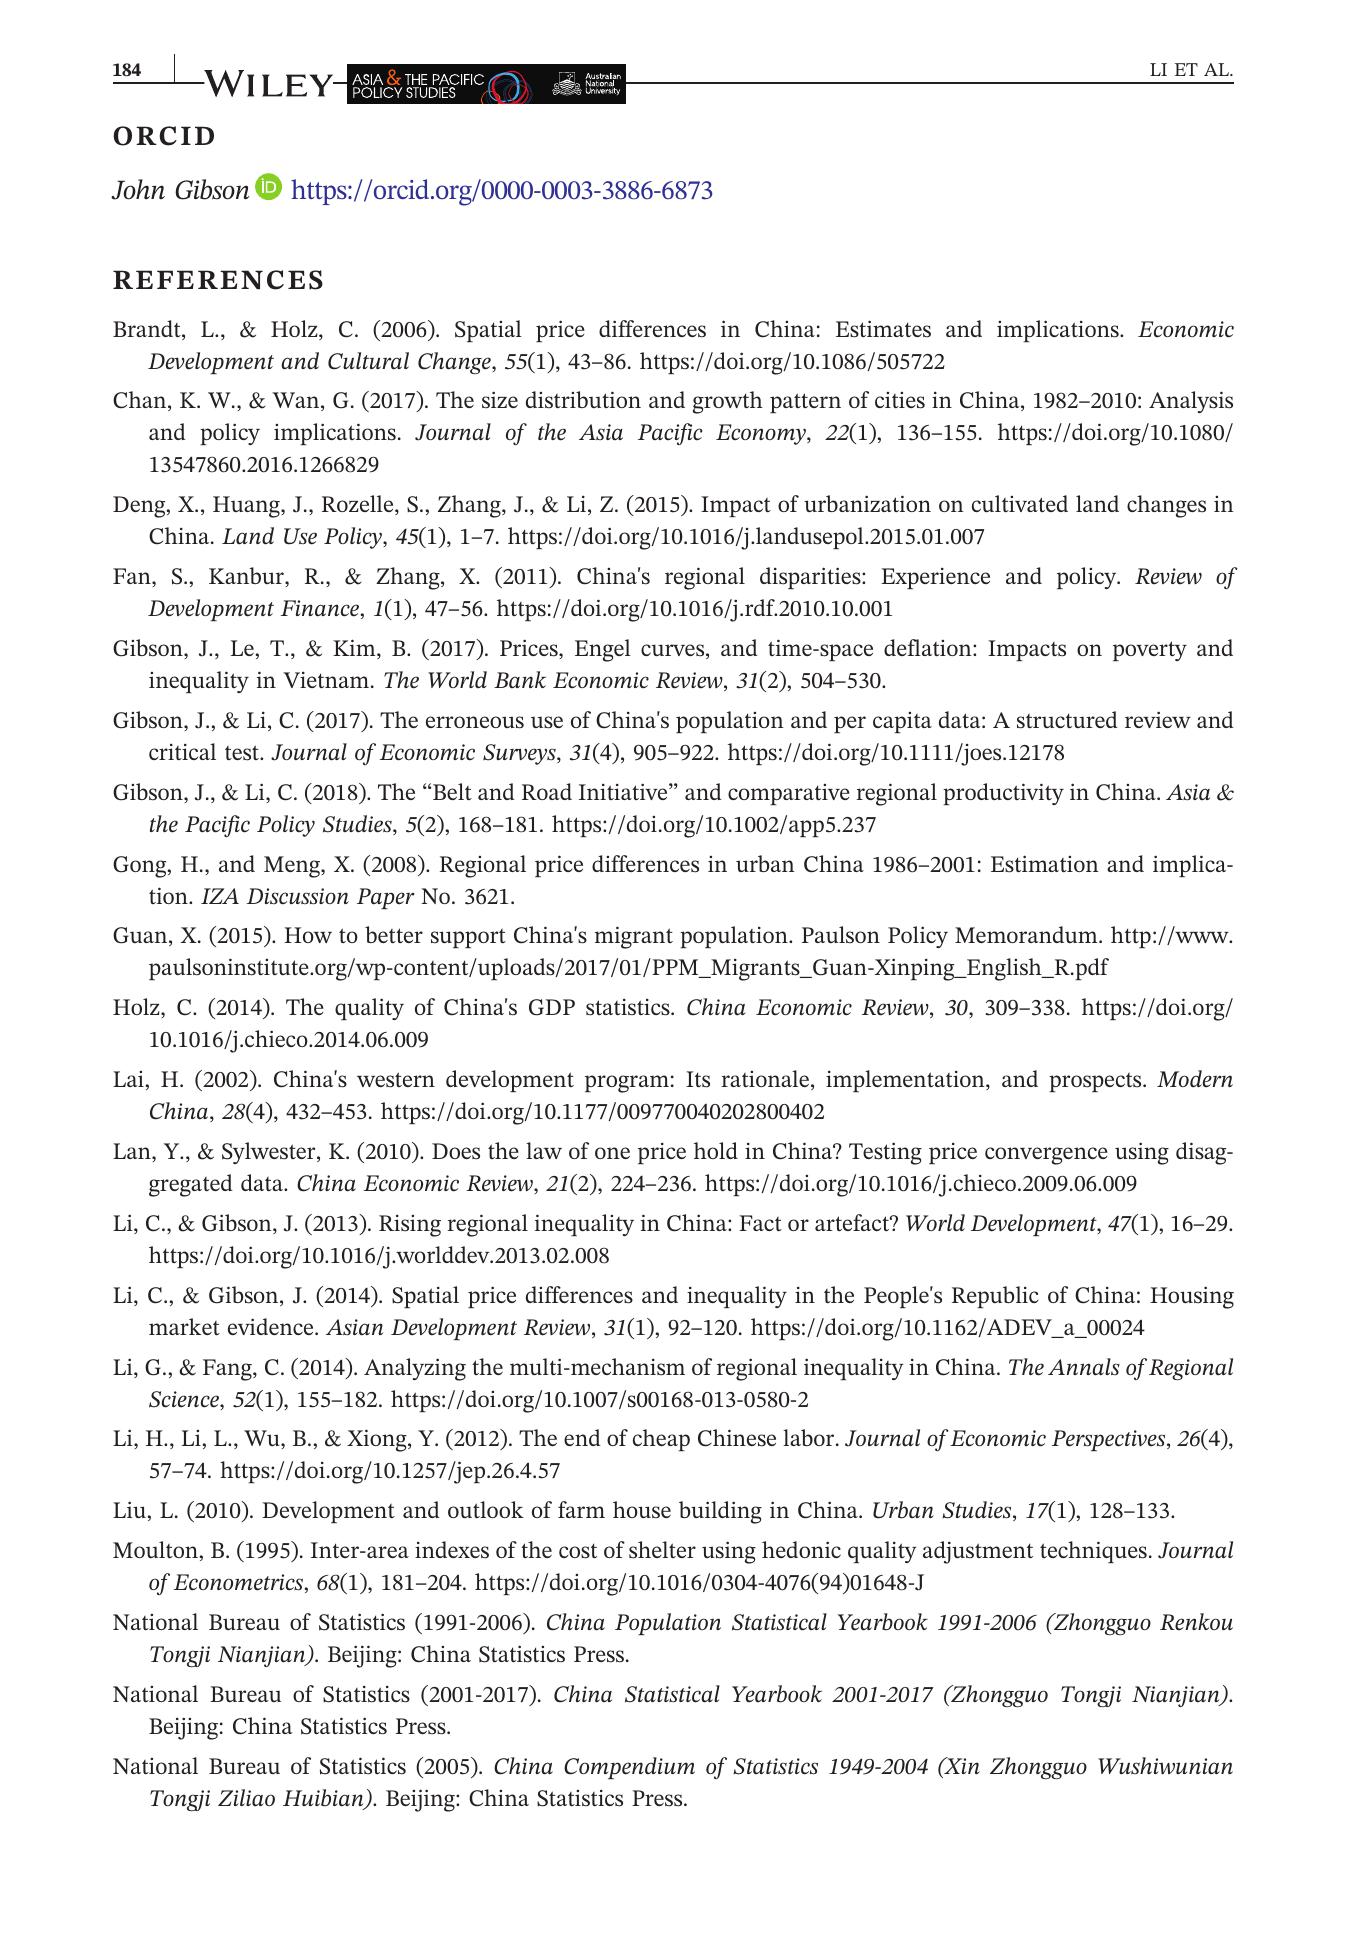 184
WILEY
ASIA & THE PACIFIC
POLICY STUDIES
Australian
National
University
LI ET AL.
ORCID
John Gibson iD https://orcid.org/0000-0003-3886-6873
REFERENCES
Brandt, L., & Holz, C. (2006). Spatial price differences in China: Estimates and implications. Economic
Development and Cultural Change, 55(1), 43–86. https://doi.org/10.1086/505722
Chan, K. W., & Wan, G. (2017). The size distribution and growth pattern of cities in China, 1982–2010: Analysis
and policy implications. Journal of the Asia Pacific Economy, 22(1), 136–155. https://doi.org/10.1080/
13547860.2016.1266829
Deng, X., Huang, J., Rozelle, S., Zhang, J., & Li, Z. (2015). Impact of urbanization on cultivated land changes in
China. Land Use Policy, 45(1), 1–7. https://doi.org/10.1016/j.landusepol.2015.01.007
Fan, S., Kanbur, R., & Zhang, X. (2011). China's regional disparities: Experience and policy. Review of
Development Finance, 1(1), 47–56. https://doi.org/10.1016/j.rdf.2010.10.001
Gibson, J., Le, T., & Kim, B. (2017). Prices, Engel curves, and time-space deflation: Impacts on poverty and
inequality in Vietnam. The World Bank Economic Review, 31(2), 504–530.
Gibson, J., & Li, C. (2017). The erroneous use of China's population and per capita data: A structured review and
critical test. Journal of Economic Surveys, 31(4), 905–922. https://doi.org/10.1111/joes.12178
Gibson, J., & Li, C. (2018). The “Belt and Road Initiative” and comparative regional productivity in China. Asia &
the Pacific Policy Studies, 5(2), 168–181. https://doi.org/10.1002/app5.237
Gong, H., and Meng, X. (2008). Regional price differences in urban China 1986–2001: Estimation and implica-
tion. IZA Discussion Paper No. 3621.
Guan, X. (2015). How to better support China's migrant population. Paulson Policy Memorandum. http://www.
paulsoninstitute.org/wp-content/uploads/2017/01/PPM_Migrants_Guan-Xinping_English_R.pdf
Holz, C. (2014). The quality of China's GDP statistics. China Economic Review, 30, 309–338. https://doi.org/
10.1016/j.chieco.2014.06.009
Lai, H. (2002). China's western development program: Its rationale, implementation, and prospects. Modern
China, 28(4), 432–453. https://doi.org/10.1177/009770040202800402
Lan, Y., & Sylwester, K. (2010). Does the law of one price hold in China? Testing price convergence using disag-
gregated data. China Economic Review, 21(2), 224–236. https://doi.org/10.1016/j.chieco.2009.06.009
Li, C., & Gibson, J. (2013). Rising regional inequality in China: Fact or artefact? World Development, 47(1), 16–29.
https://doi.org/10.1016/j.worlddev.2013.02.008
Li, C., & Gibson, J. (2014). Spatial price differences and inequality in the People's Republic of China: Housing
market evidence. Asian Development Review, 31(1), 92–120. https://doi.org/10.1162/ADEV_a_00024
Li, G., & Fang, C. (2014). Analyzing the multi-mechanism of regional inequality in China. The Annals of Regional
Science, 52(1), 155–182. https://doi.org/10.1007/s00168-013-0580-2
Li, H., Li, L., Wu, B., & Xiong, Y. (2012). The end of cheap Chinese labor. Journal of Economic Perspectives, 26(4),
57–74. https://doi.org/10.1257/jep.26.4.57
Liu, L. (2010). Development and outlook of farm house building in China. Urban Studies, 17(1), 128–133.
Moulton, B. (1995). Inter-area indexes of the cost of shelter using hedonic quality adjustment techniques. Journal
of Econometrics, 68(1), 181–204. https://doi.org/10.1016/0304-4076(94)01648-J
National Bureau of Statistics (1991-2006). China Population Statistical Yearbook 1991-2006 (Zhongguo Renkou
Tongji Nianjian). Beijing: China Statistics Press.
National Bureau of Statistics (2001-2017). China Statistical Yearbook 2001-2017 (Zhongguo Tongji Nianjian).
Beijing: China Statistics Press.
National Bureau of Statistics (2005). China Compendium of Statistics 1949-2004 (Xin Zhongguo Wushiwunian
Tongji Ziliao Huibian). Beijing: China Statistics Press.